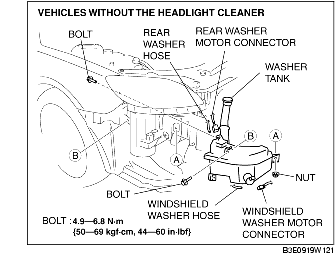 VEHICLES WITHOUT THE HEADLIGHT CLEANER
BOLT
REAR
WASHER
HOSE
REAR WASHER
MOTOR CONNECTOR
WASHER
TANK
B
A
B
A
BOLT
NUT
WINDSHIELD
WASHER HOSE
WINDSHIELD
WASHER MOTOR
CONNECTOR
BOLT : 4.9—6.8 N·m
{50—69 kgf·cm, 44—60 in·lbf}
B3E0919W121